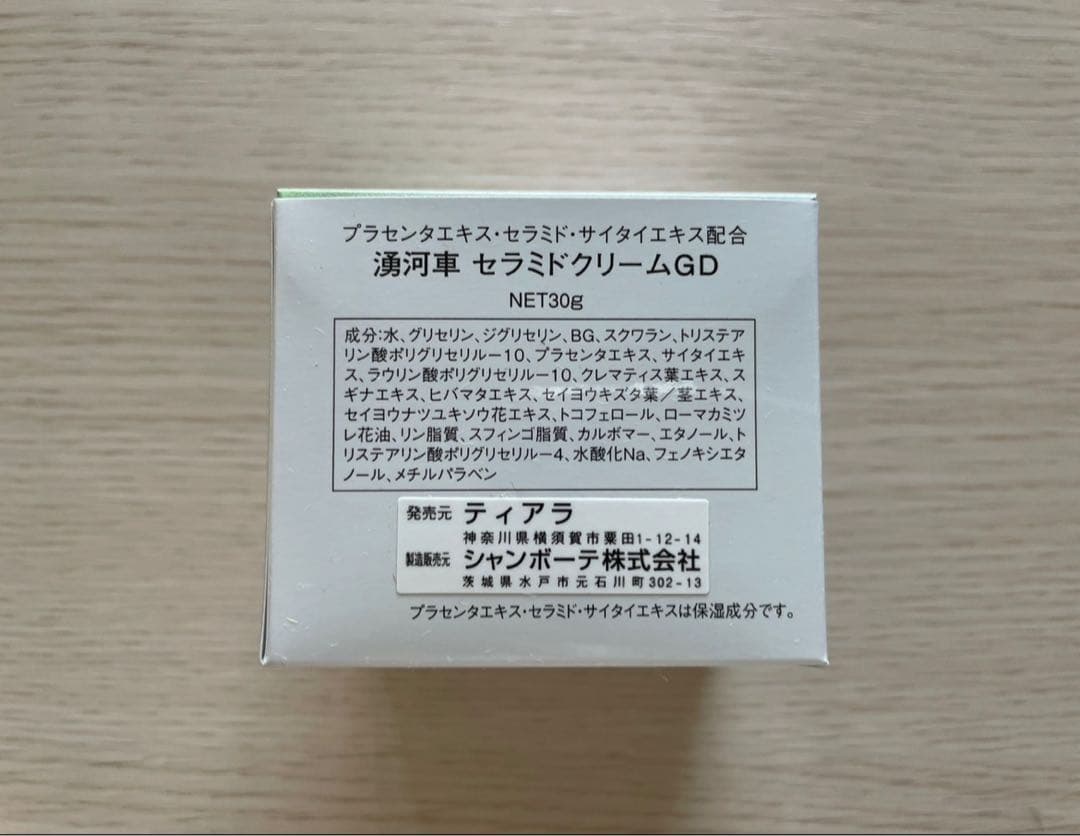 プラセンタエキス・セラミド・サイタイエキス配合
湧河車 セラミドクリームGD
NET30g
成分:水、グリセリン、ジグリセリン、BG、スクワラン、トリステア
リン酸ポリグリセリル－10、プラセンタエキス、サイタイエキ
ス、ラウリン酸ポリグリセリル－10、クレマティス葉エキス、ス
ギナエキス、ヒバマタエキス、セイヨウキズタ葉／茎エキス、
セイヨウナツユキソウ花エキス、トコフェロール、ローマカミツ
レ花油、リン脂質、スフィンゴ脂質、カルボマー、エタノール、ト
リステアリン酸ポリグリセリル－4、水酸化Na、フェノキシエタ
ノール、メチルパラベン
発売元 ティアラ
神奈川県横須賀市粟田1-12-14
製造販売元 シャンボーテ株式会社
茨城県水戸市元石川町302-13
プラセンタエキス・セラミド・サイタイエキスは保湿成分です。